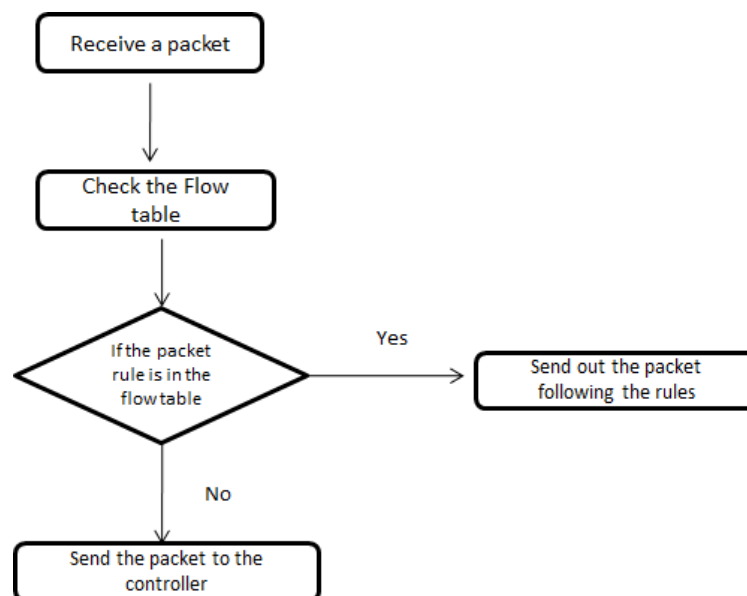 Receive a packet
Check the Flow
table
If the packet
rule is in the
flow table
Yes
Send out the packet
following the rules
No
Send the packet to the
controller